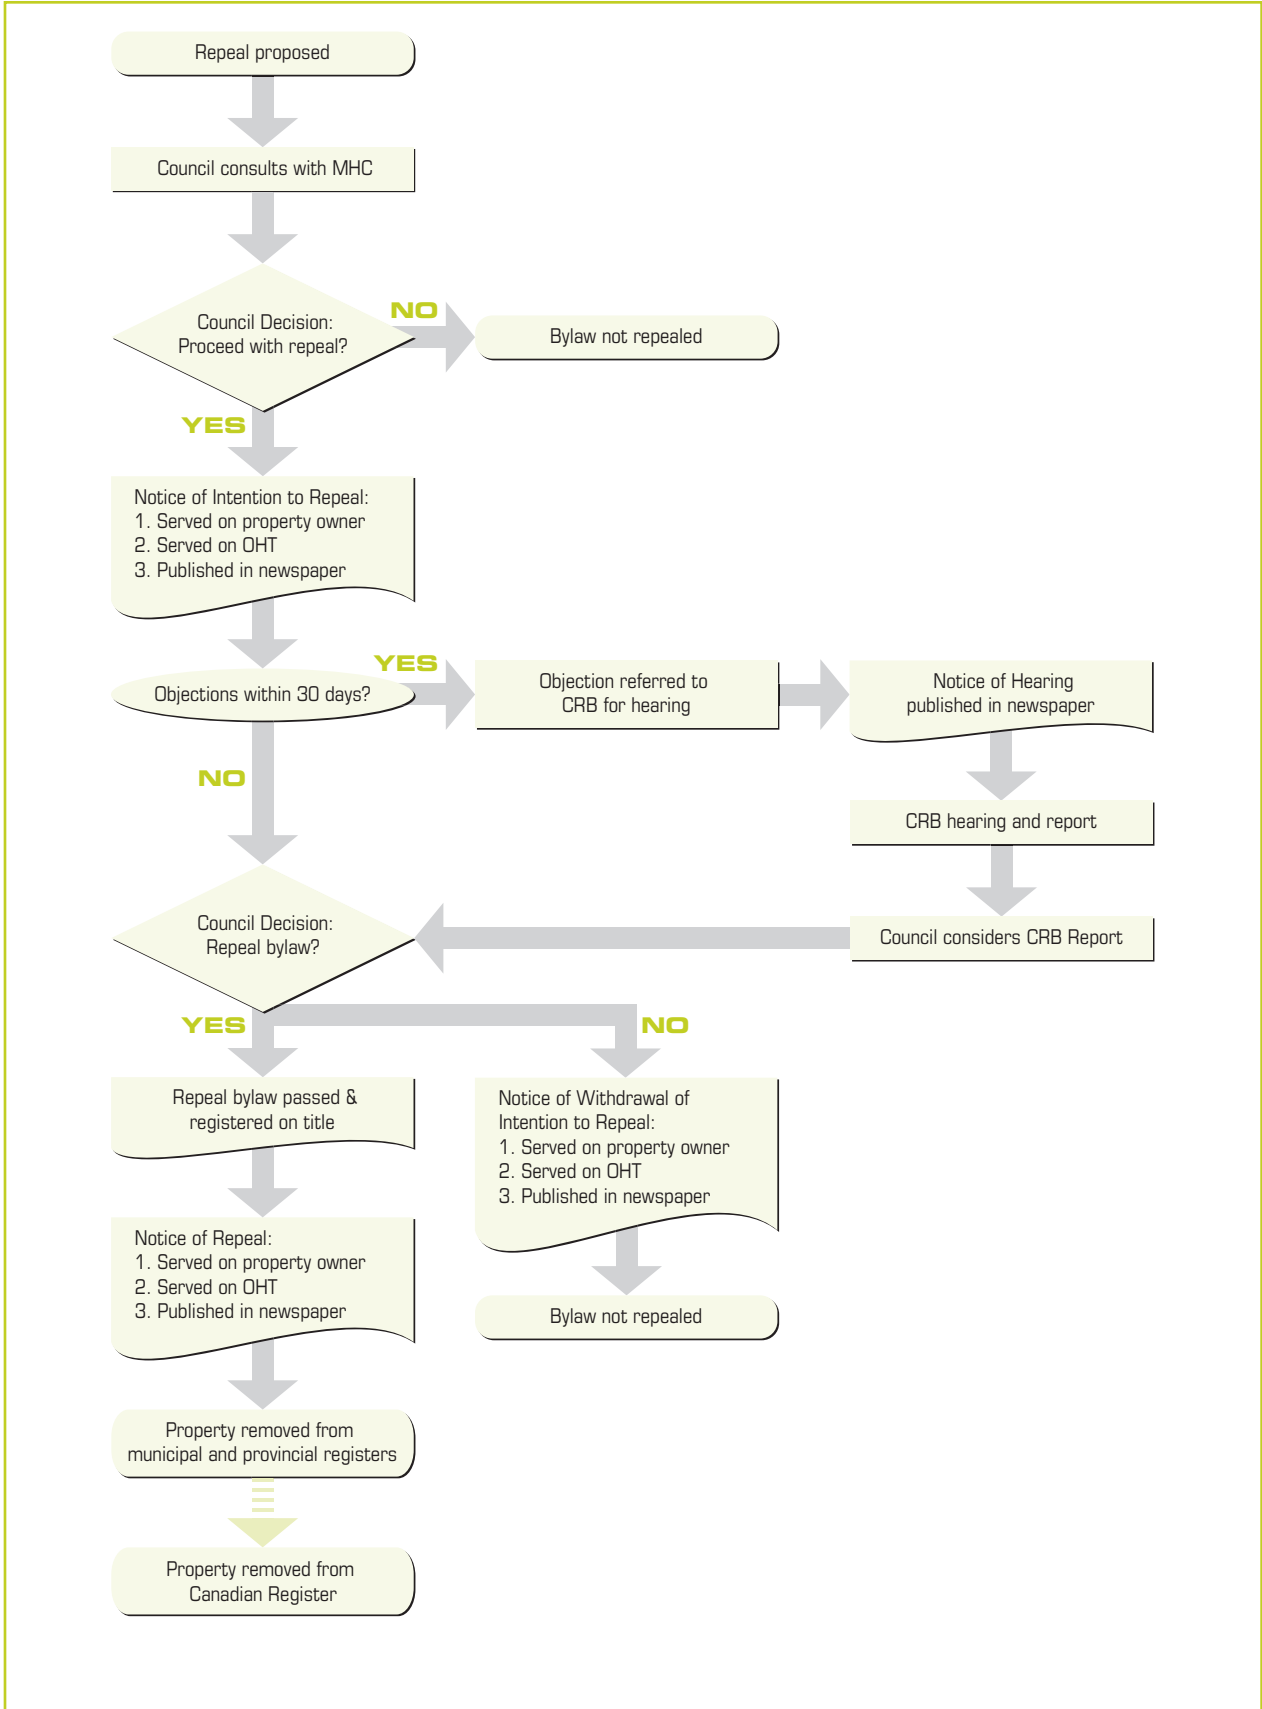 Repeal proposed
Council consults with MHC
Council Decision:
Proceed with repeal?
NO
Bylaw not repealed
YES
Notice of Intention to Repeal:
1. Served on property owner
2. Served on OHT
3. Published in newspaper
Objections within 30 days?
YES
Objection referred to
CRB for hearing
Notice of Hearing
published in newspaper
NO
CRB hearing and report
Council considers CRB Report
Council Decision:
Repeal bylaw?
YES
NO
Repeal bylaw passed &
registered on title
Notice of Withdrawal of
Intention to Repeal:
1. Served on property owner
2. Served on OHT
3. Published in newspaper
Notice of Repeal:
1. Served on property owner
2. Served on OHT
3. Published in newspaper
Bylaw not repealed
Property removed from
municipal and provincial registers
Property removed from
Canadian Register